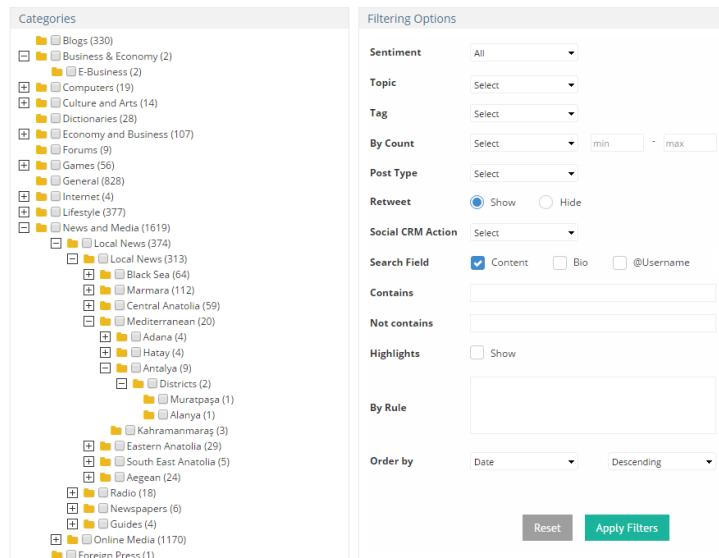 Categories
Blogs (330)
Business & Economy (2)
E-Business (2)
Computers (19)
Culture and Arts (14)
Dictionaries (28)
Economy and Business (107)
Forums (9)
Games (56)
General (828)
Internet (4)
Lifestyle (377)
News and Media (1619)
Local News (374)
Local News (313)
Black Sea (64)
Marmara (112)
Central Anatolia (59)
Mediterranean (20)
Adana (4)
Hatay (4)
Antalya (9)
Districts (2)
Muratpaşa (1)
Alanya (1)
Kahramanmaraş (3)
Eastern Anatolia (29)
South East Anatolia (5)
Aegean (24)
Radio (18)
Newspapers (6)
Guides (4)
Online Media (1170)
Foreign Press (1)
Filtering Options
Sentiment All
Topic Select
Tag Select
By Count Select min - max
Post Type Select
Retweet Show Hide
Social CRM Action Select
Search Field Content Bio @Username
Contains
Not contains
Highlights Show
By Rule
Order by Date Descending
Reset Apply Filters